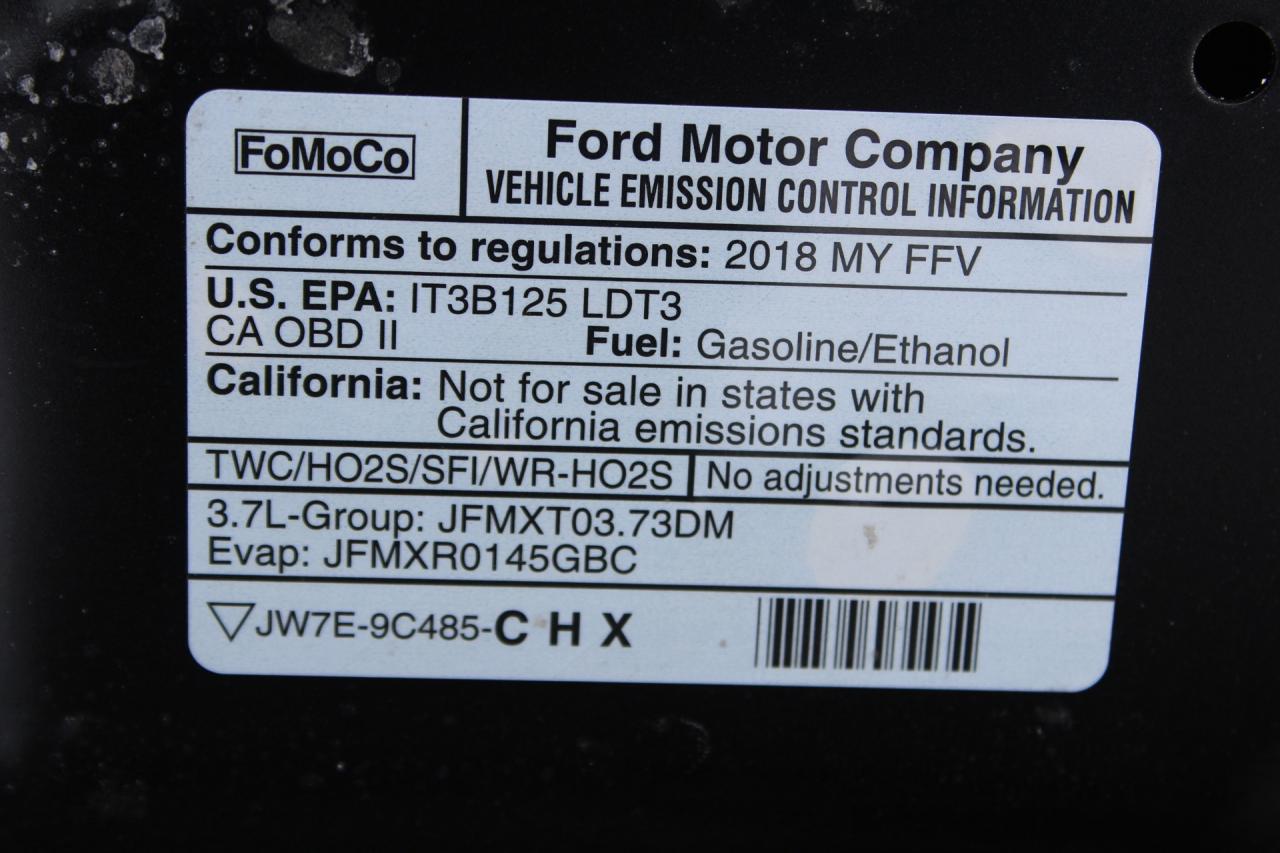 FoMoCo
Ford Motor Company
VEHICLE EMISSION CONTROL INFORMATION
Conforms to regulations: 2018 MY FFV
U.S. EPA: IT3B125 LDT3
CA OBD II Fuel: Gasoline/Ethanol
California: Not for sale in states with
California emissions standards.
TWC/HO2S/SFI/WR-HO2S No adjustments needed.
3.7L-Group: JFMXT03.73DM
Evap: JFMXR0145GBC
JW7E-9C485-C H X